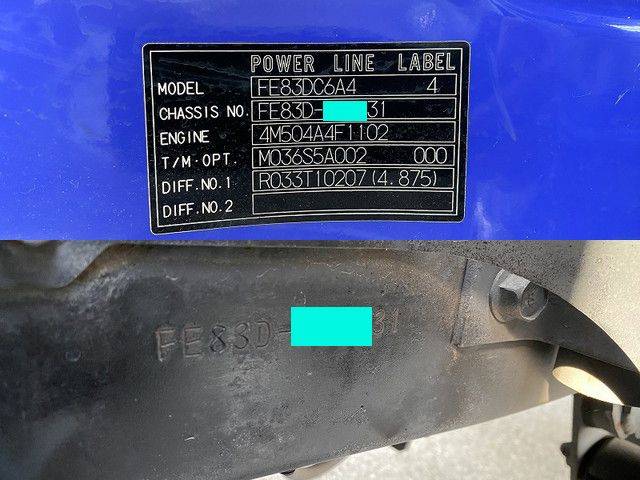 POWER LINE LABEL
MODEL FE83DC6A4 4
CHASSIS NO. FE83D- 31
ENGINE 4M504A4F1102
T/M・OPT. M036S5A002 000
DIFF.NO.1 R033T10207(4.875)
DIFF.NO.2
FE83D- 31